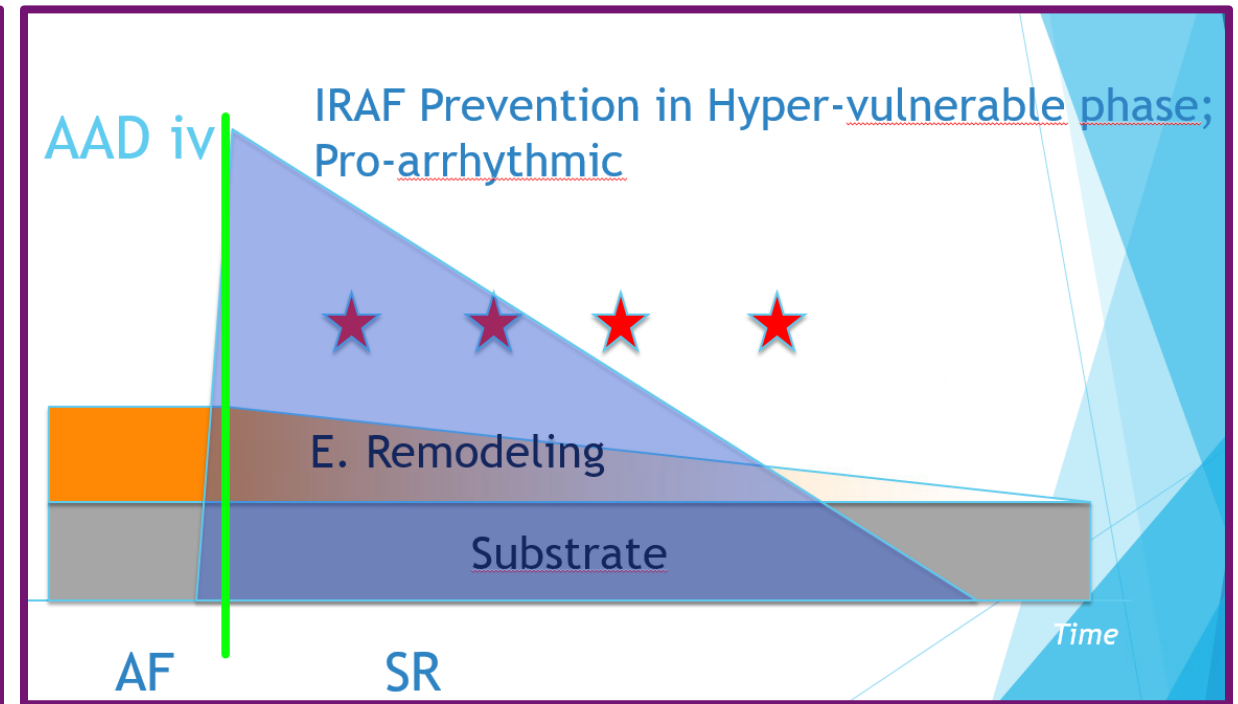 AAD iv
IRAF Prevention in Hyper-vulnerable phase;
Pro-arrhythmic
E. Remodeling
Substrate
Time
AF
SR